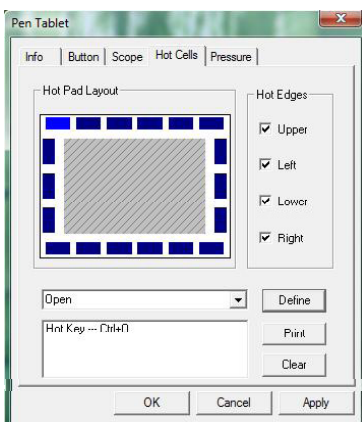 Pen Tablet
Info Button Scope Hot Cells Pressure
Hot Pad Layout
Hot Edges
Upper
Left
Lower
Right
Open
Define
Hot Key --- Ctrl+O
Print
Clear
OK Cancel Apply